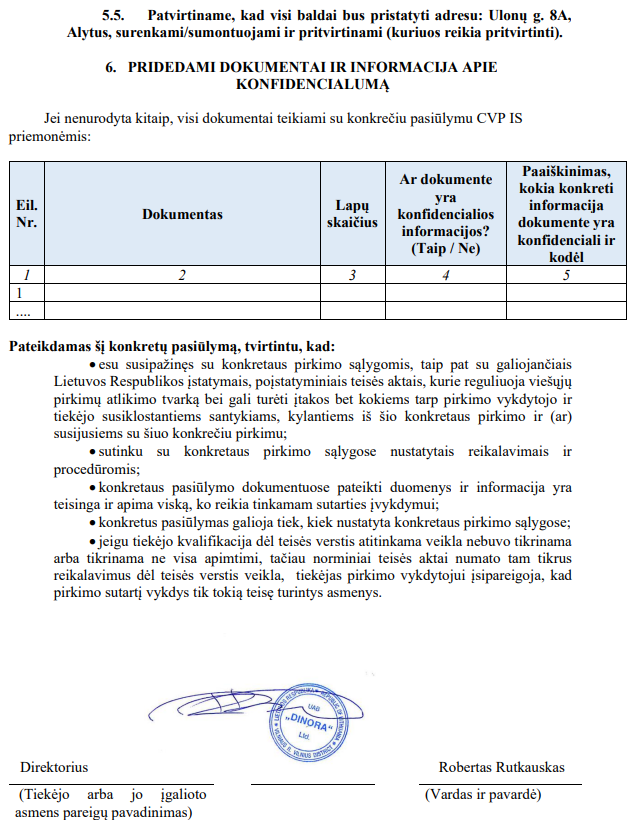 5.5. Patvirtiname, kad visi baldai bus pristatyti adresu: Ulonų g. 8A,
Alytus, surenkami/sumontuojami ir pritvirtinami (kuriuos reikia pritvirtinti).
6. PRIDEDAMI DOKUMENTAI IR INFORMACIJA APIE
KONFIDENCIALUMĄ
Jei nenurodyta kitaip, visi dokumentai teikiami su konkrečiu pasiūlymu CVP IS
priemonėmis:
Eil.
Nr.
Dokumentas
Lapų
skaičius
Ar dokumente
yra
konfidencialios
informacijos?
(Taip / Ne)
Paaiškinimas,
kokia konkreti
informacija
dokumente yra
konfidenciali ir
kodėl
1 2 3 4 5
1
....
Pateikdamas šį konkretų pasiūlymą, tvirtintu, kad:
• esu susipažinęs su konkretaus pirkimo sąlygomis, taip pat su galiojančiais
Lietuvos Respublikos įstatymais, poįstatyminiais teisės aktais, kurie reguliuoja viešųjų
pirkimų atlikimo tvarką bei gali turėti įtakos bet kokiems tarp pirkimo vykdytojo ir
tiekėjo susiklostantiems santykiams, kylantiems iš šio konkretaus pirkimo ir (ar)
susijusiems su šiuo konkrečiu pirkimu;
• sutinku su konkretaus pirkimo sąlygose nustatytais reikalavimais ir
procedūromis;
• konkretaus pasiūlymo dokumentuose pateikti duomenys ir informacija yra
teisinga ir apima viską, ko reikia tinkamam sutarties įvykdymui;
• konkretus pasiūlymas galioja tiek, kiek nustatyta konkretaus pirkimo sąlygose;
• jeigu tiekėjo kvalifikacija dėl teisės verstis atitinkama veikla nebuvo tikrinama
arba tikrinama ne visa apimtimi, tačiau norminiai teisės aktai numato tam tikrus
reikalavimus dėl teisės verstis veikla, tiekėjas pirkimo vykdytojui įsipareigoja, kad
pirkimo sutartį vykdys tik tokią teisę turintys asmenys.
LIETUVOS RESPUBLIKA ★ REPUBLIC OF LITHUANIA
UAB
„DINORA“
Ltd.
VILNIAUS R. VILNIUS DISTRICT
Direktorius
Robertas Rutkauskas
(Tiekėjo arba jo įgalioto
asmens pareigų pavadinimas)
(Vardas ir pavardė)